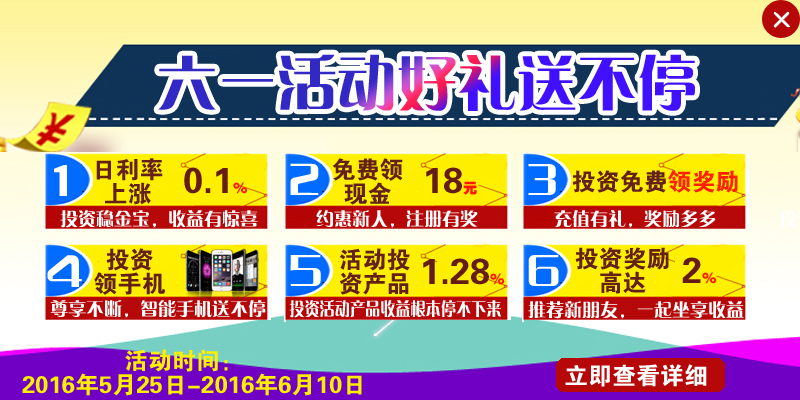 六一活动好礼送不停
¥
1 日利率上涨 0.1%
投资稳金宝，收益有惊喜
2 免费领现金 18元
约惠新人，注册有奖
3 投资免费领奖励
充值有礼，奖励多多
4 投资领手机
尊享不断，智能手机送不停
5 活动投资产品 1.28%
投资活动产品收益根本停不下来
6 投资奖励高达 2%
推荐新朋友，一起坐享收益
活动时间：
2016年5月25日-2016年6月10日
立即查看详细